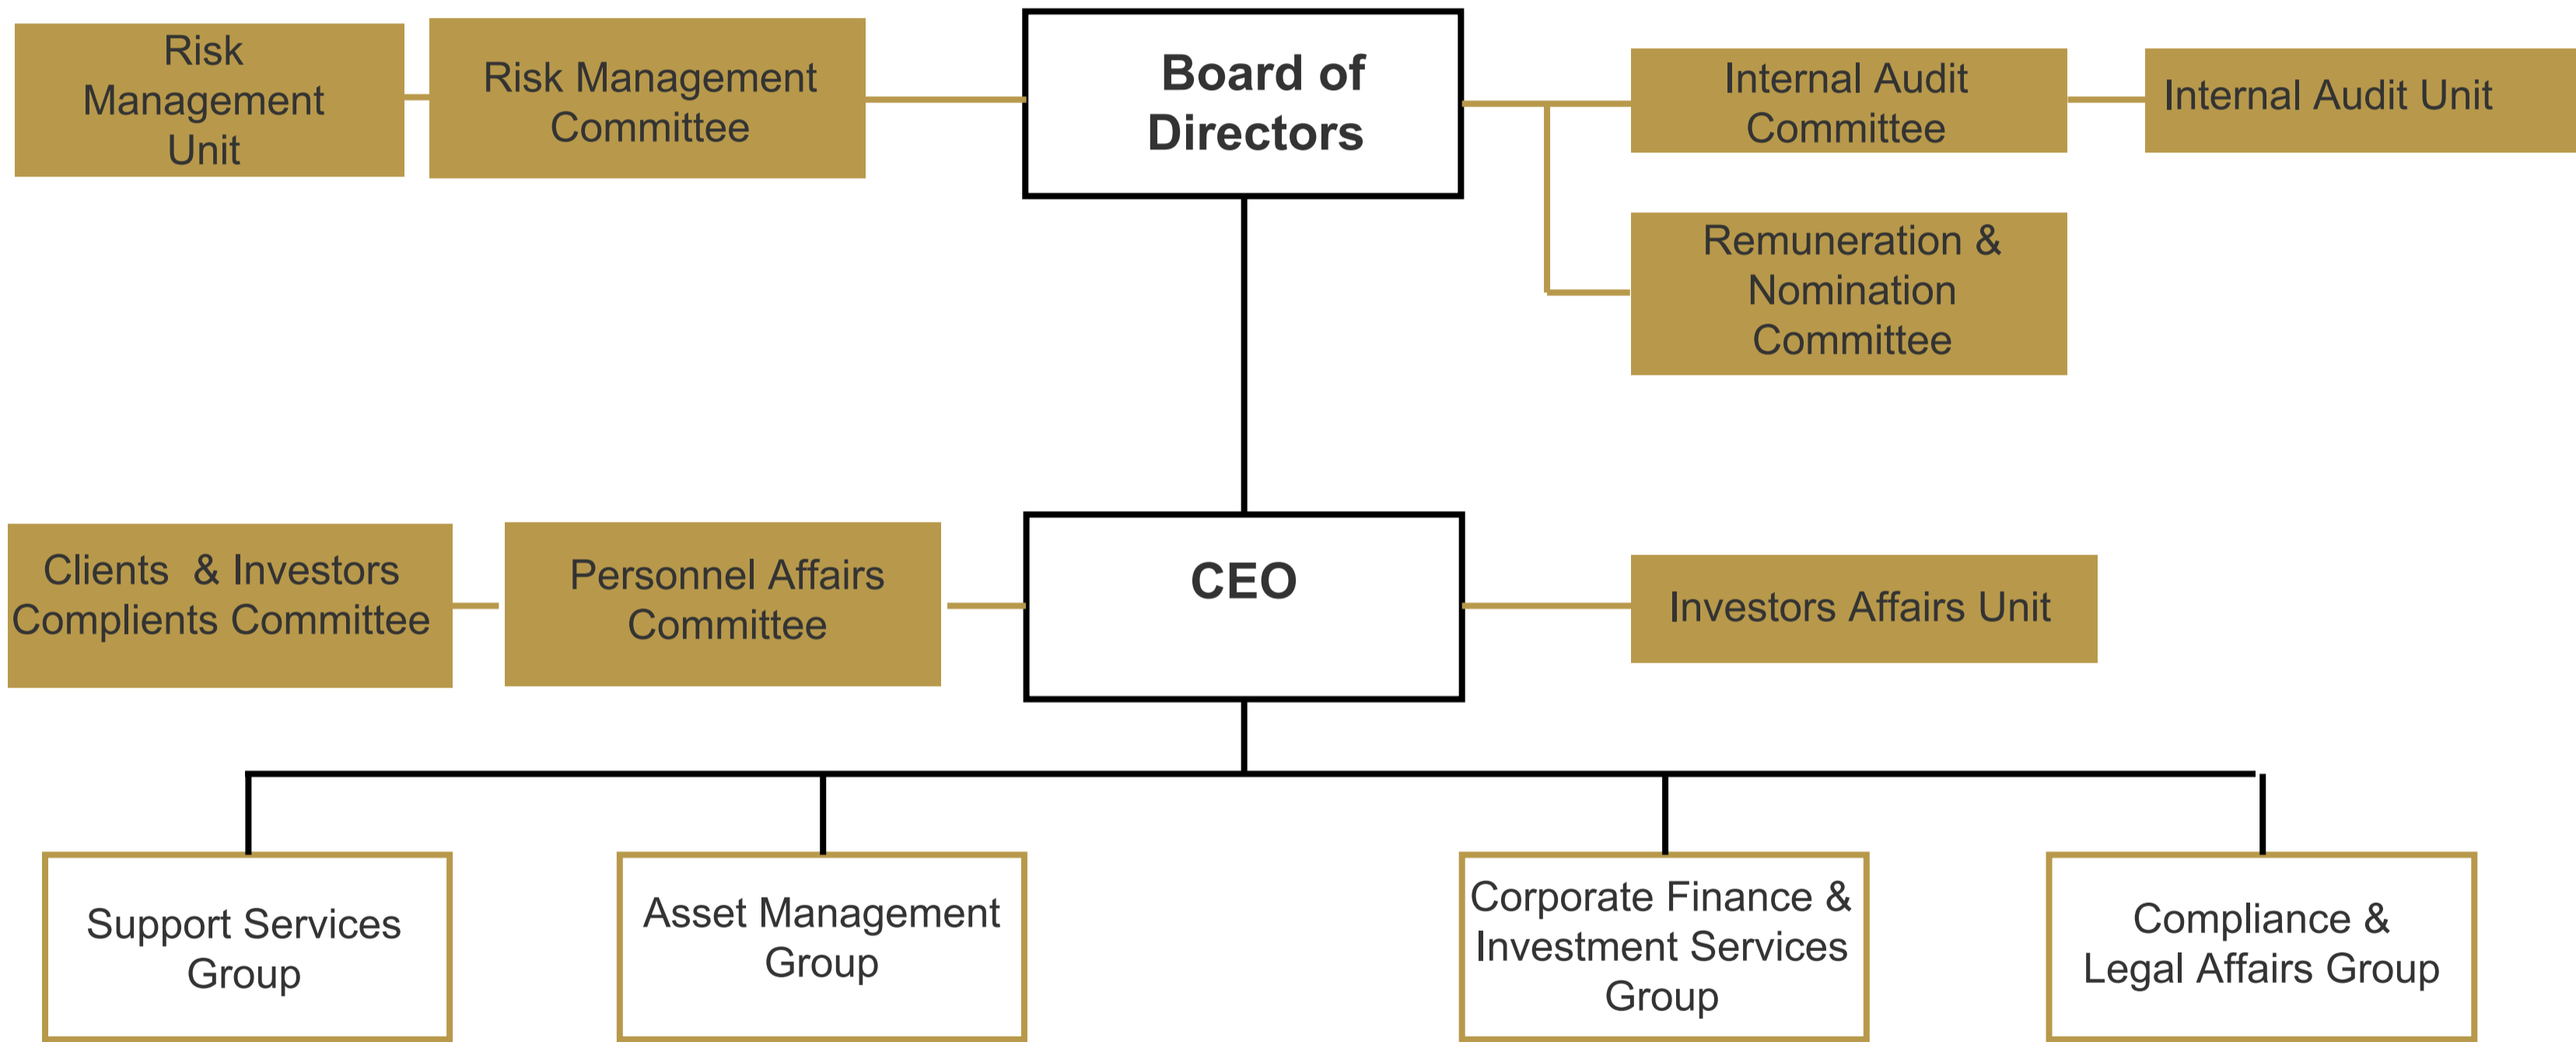 Risk
Management
Unit
Risk Management
Committee
Board of
Directors
Internal Audit
Committee
Internal Audit Unit
Remuneration &
Nomination
Committee
Clients & Investors
Complients Committee
Personnel Affairs
Committee
CEO
Investors Affairs Unit
Support Services
Group
Asset Management
Group
Corporate Finance &
Investment Services
Group
Compliance &
Legal Affairs Group